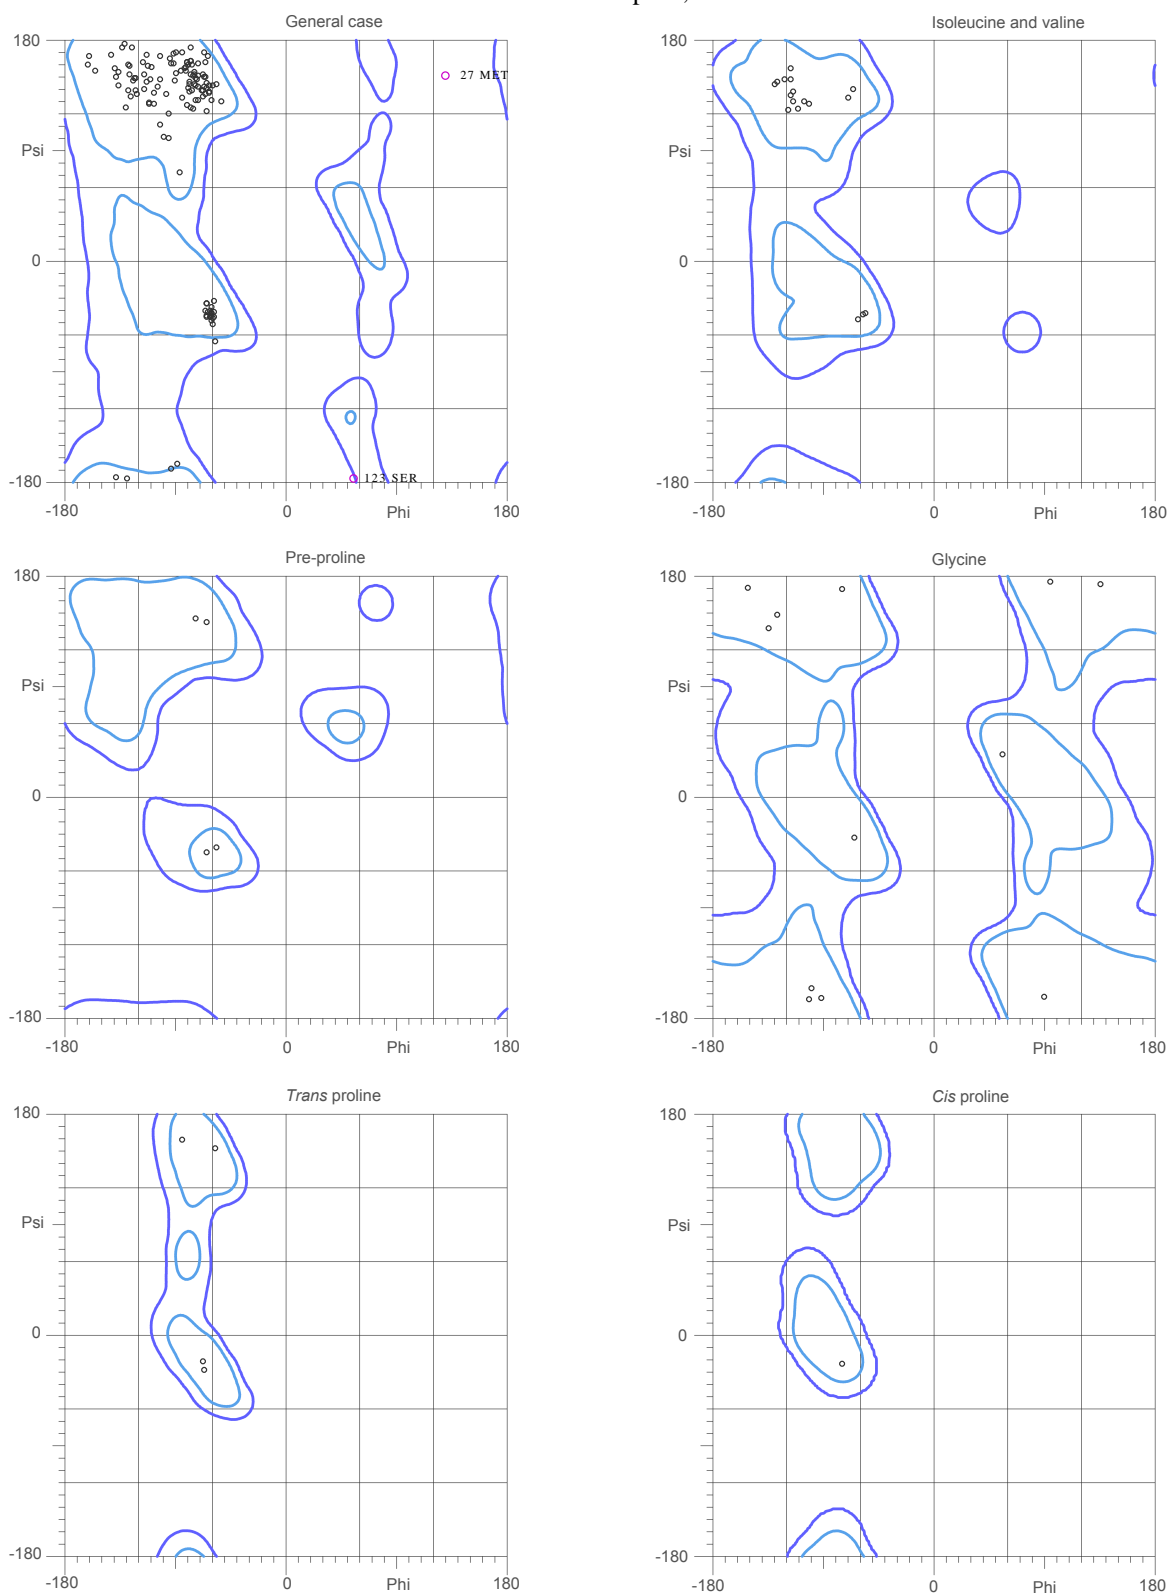 General case
Isoleucine and valine
180
Psi
0
-180
-180
0
Phi
180
27 MET
123 SER
180
Psi
0
-180
-180
0
Phi
180
Pre-proline
Glycine
180
Psi
0
-180
-180
0
Phi
180
180
Psi
0
-180
-180
0
Phi
180
Trans proline
Cis proline
180
Psi
0
-180
-180
0
Phi
180
180
Psi
0
-180
-180
0
Phi
180